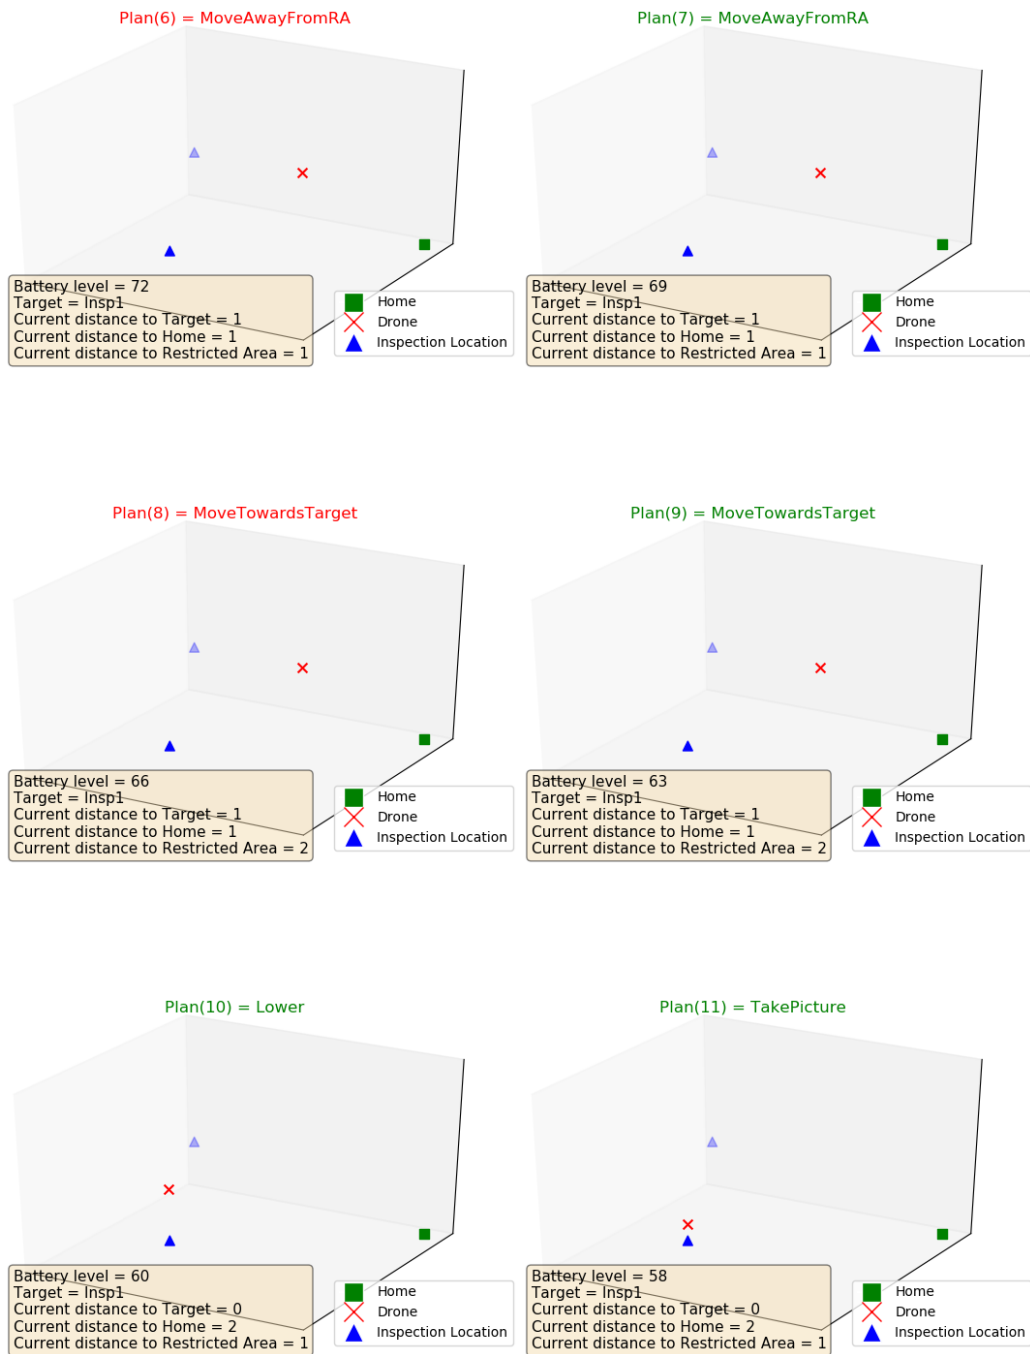 Plan(6) = MoveAwayFromRA
Battery level = 72
Target = Insp1
Current distance to Target = 1
Current distance to Home = 1
Current distance to Restricted Area = 1
Home
Drone
Inspection Location
Plan(7) = MoveAwayFromRA
Battery level = 69
Target = Insp1
Current distance to Target = 1
Current distance to Home = 1
Current distance to Restricted Area = 1
Home
Drone
Inspection Location
Plan(8) = MoveTowardsTarget
Battery level = 66
Target = Insp1
Current distance to Target = 1
Current distance to Home = 1
Current distance to Restricted Area = 2
Home
Drone
Inspection Location
Plan(9) = MoveTowardsTarget
Battery level = 63
Target = Insp1
Current distance to Target = 1
Current distance to Home = 1
Current distance to Restricted Area = 2
Home
Drone
Inspection Location
Plan(10) = Lower
Battery level = 60
Target = Insp1
Current distance to Target = 0
Current distance to Home = 2
Current distance to Restricted Area = 1
Home
Drone
Inspection Location
Plan(11) = TakePicture
Battery level = 58
Target = Insp1
Current distance to Target = 0
Current distance to Home = 2
Current distance to Restricted Area = 1
Home
Drone
Inspection Location